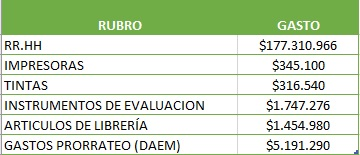 RUBRO GASTO
RR.HH $177.310.966
IMPRESORAS $345.100
TINTAS $316.540
INSTRUMENTOS DE EVALUACION $1.747.276
ARTICULOS DE LIBRERÍA $1.454.980
GASTOS PRORRATEO (DAEM) $5.191.290